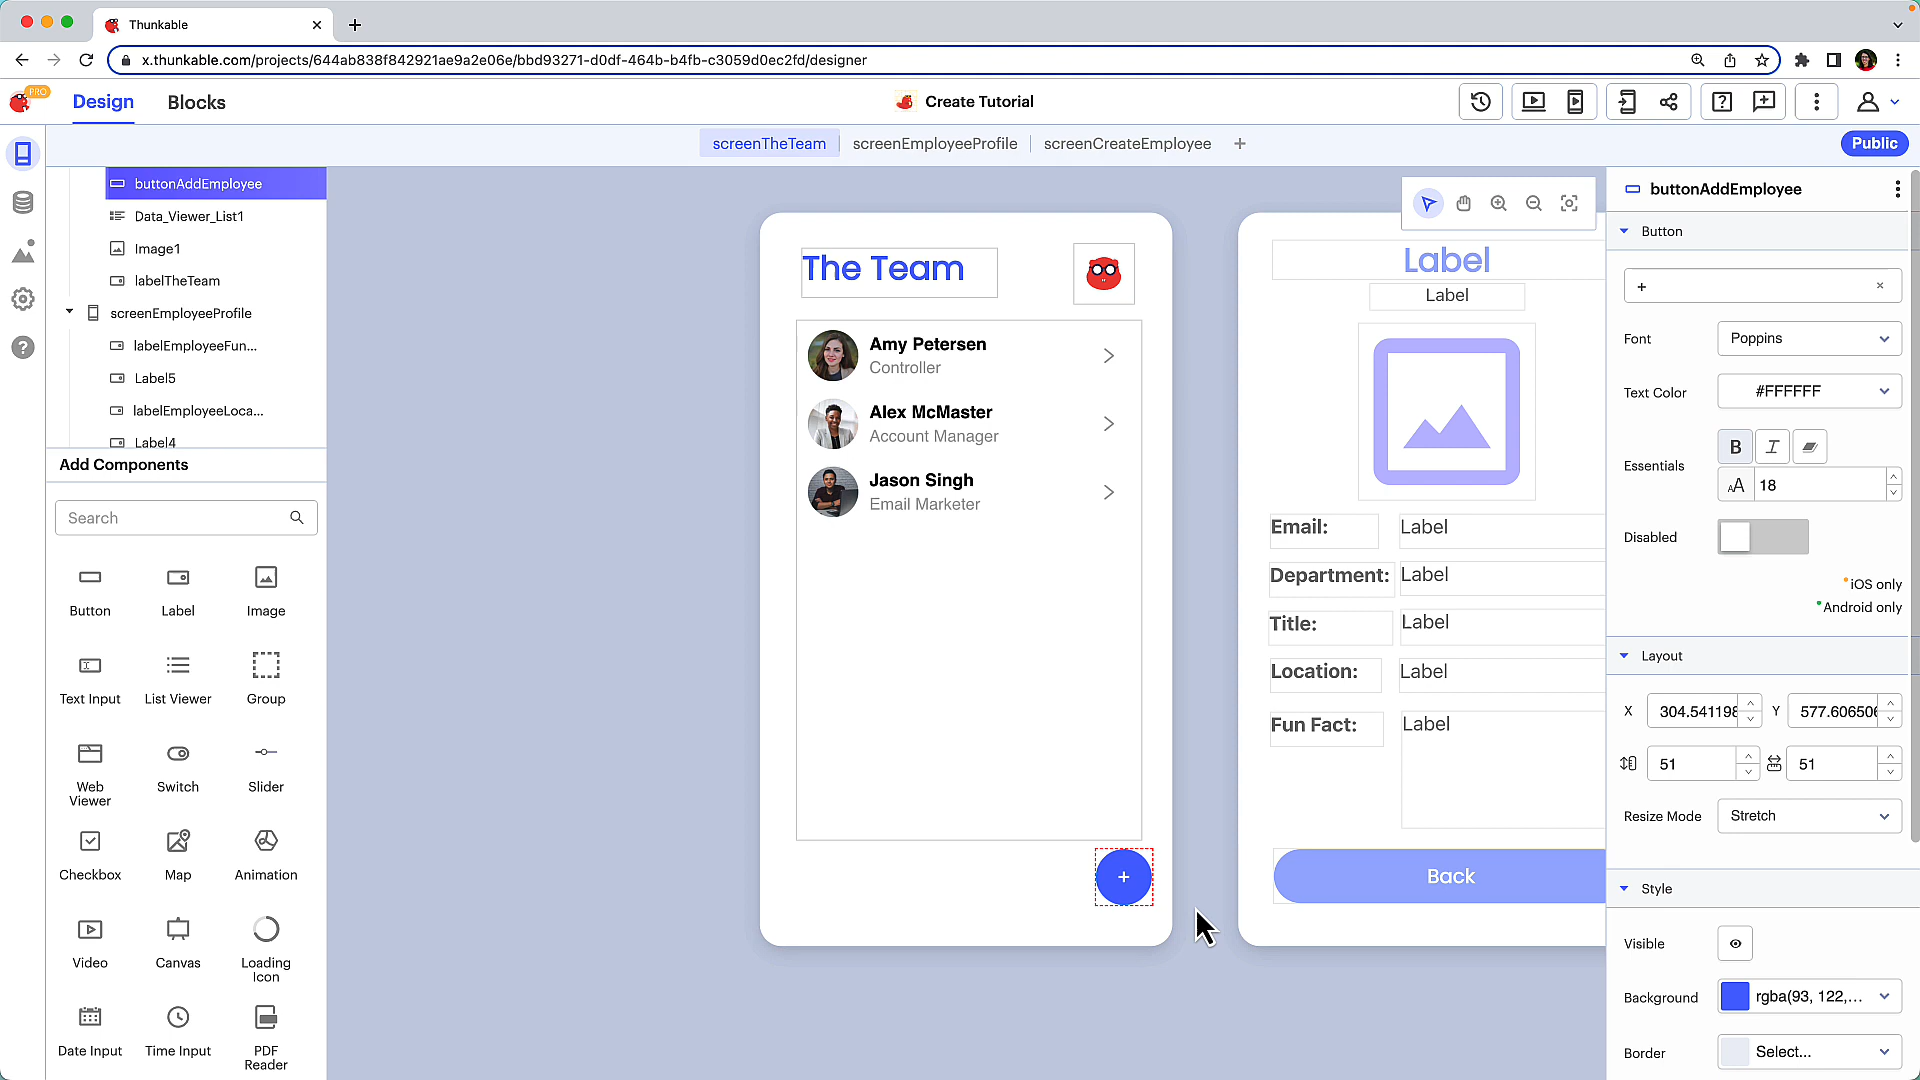 Thunkable
x.thunkable.com/projects/644ab838f842921ae9a2e06e/bbd93271-d0df-464b-b4fb-c3059d0ec2fd/designer
PRO
Design
Blocks
Create Tutorial
screenTheTeam
screenEmployeeProfile
screenCreateEmployee
+
Public
buttonAddEmployee
Data_Viewer_List1
Image1
labelTheTeam
screenEmployeeProfile
labelEmployeeFun...
Label5
labelEmployeeLoca...
Label4
Add Components
Search
Button
Label
Image
Text Input
List Viewer
Group
Web
Viewer
Switch
Slider
Checkbox
Map
Animation
Video
Canvas
Loading
Icon
Date Input
Time Input
PDF
Reader
The Team
Amy Petersen
Controller
Alex McMaster
Account Manager
Jason Singh
Email Marketer
+
Label
Label
Email:
Label
Department:
Label
Title:
Label
Location:
Label
Fun Fact:
Label
Back
buttonAddEmployee
Button
+
Font
Poppins
Text Color
#FFFFFF
Essentials
B I
AA 18
Disabled
iOS only
Android only
Layout
X 304.541198
Y 577.606506
51
51
Resize Mode
Stretch
Style
Visible
Background
rgba(93, 122,...
Border
Select...